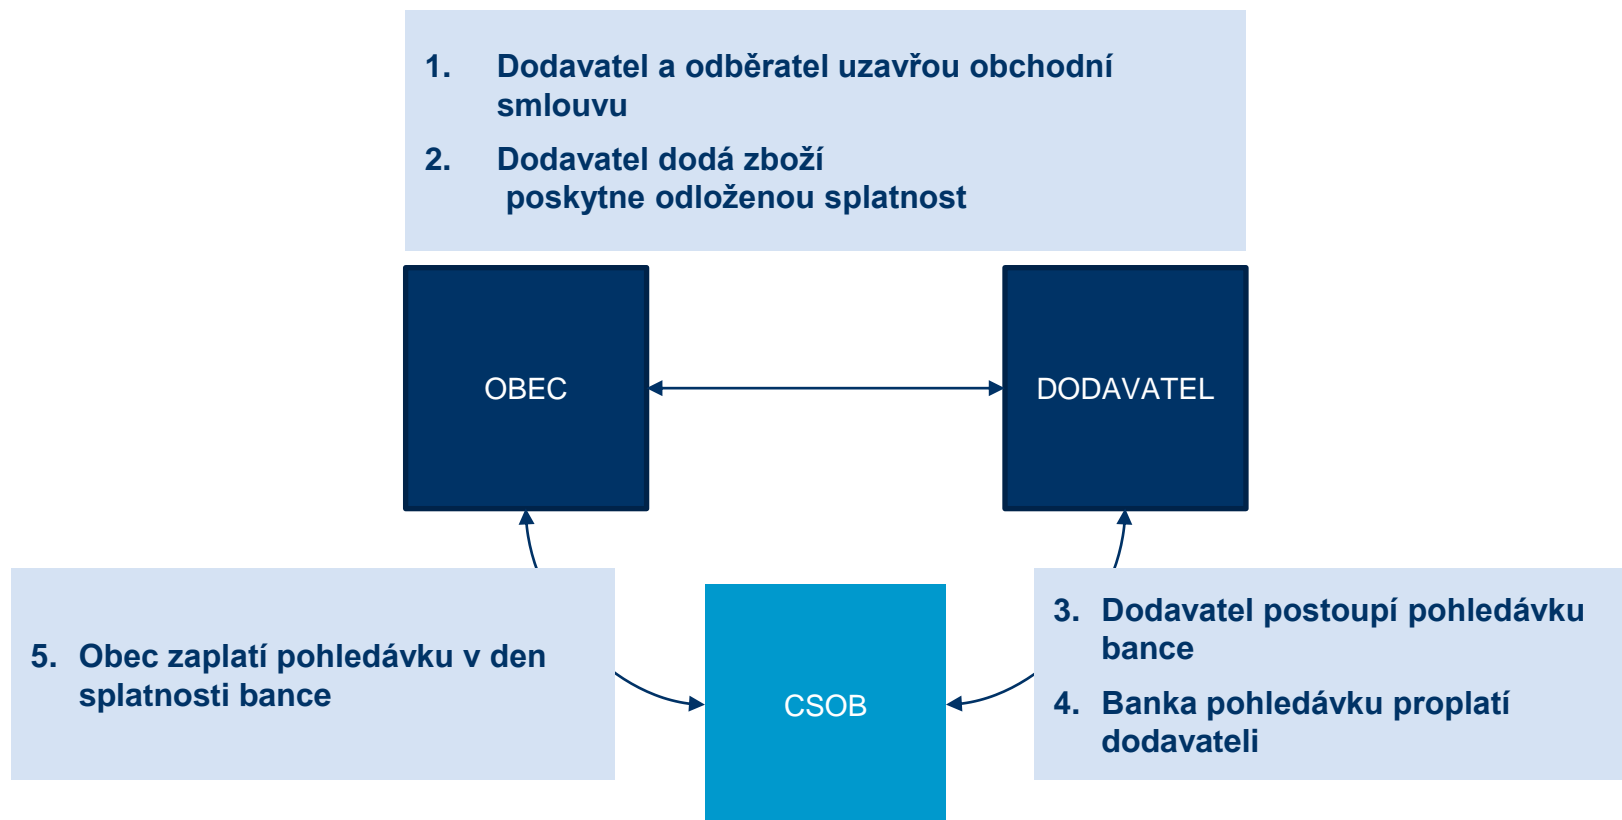 1. Dodavatel a odběratel uzavřou obchodní
smlouvu
2. Dodavatel dodá zboží
poskytne odloženou splatnost
OBEC
DODAVATEL
5. Obec zaplatí pohledávku v den
splatnosti bance
CSOB
3. Dodavatel postoupí pohledávku
bance
4. Banka pohledávku proplatí
dodavateli